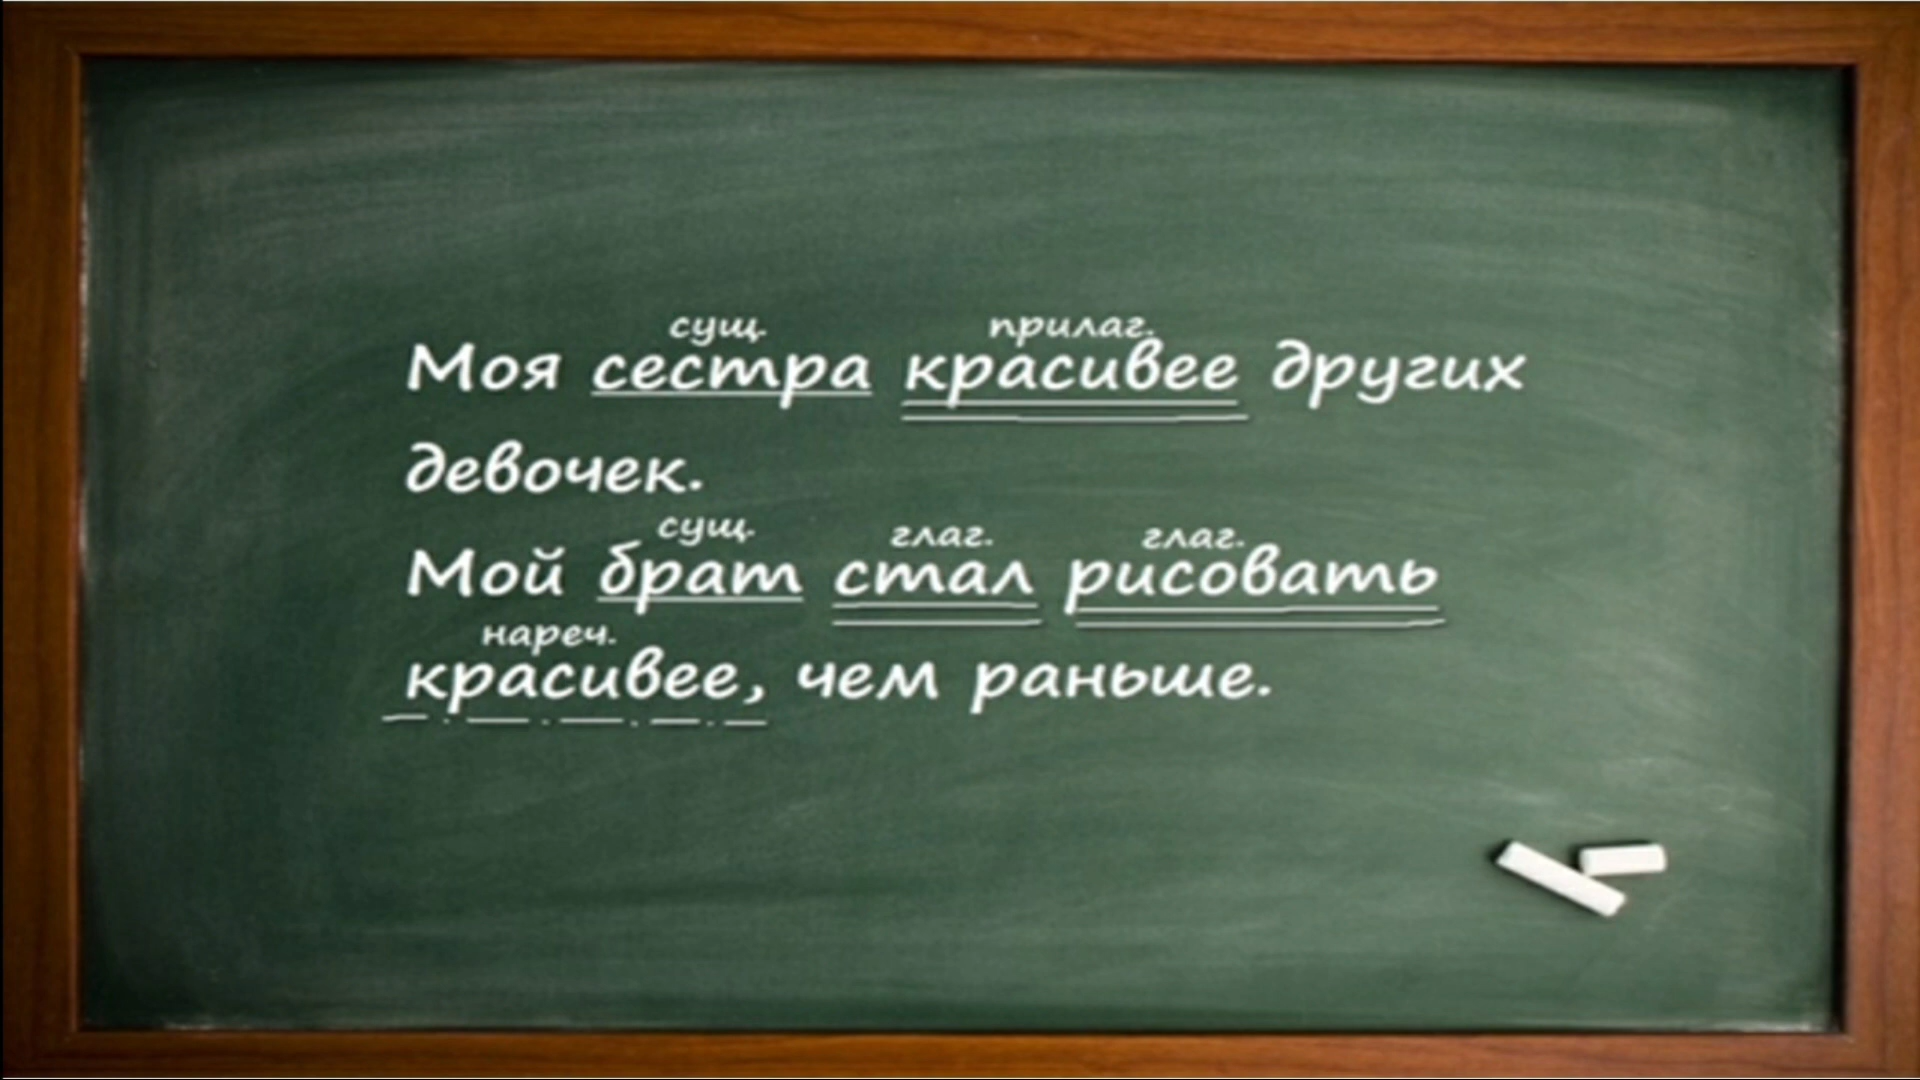 сущ. прилаг.
Моя сестра красивее других
девочек.
сущ. глаг. глаг.
Мой брат стал рисовать
нареч.
красивее, чем раньше.